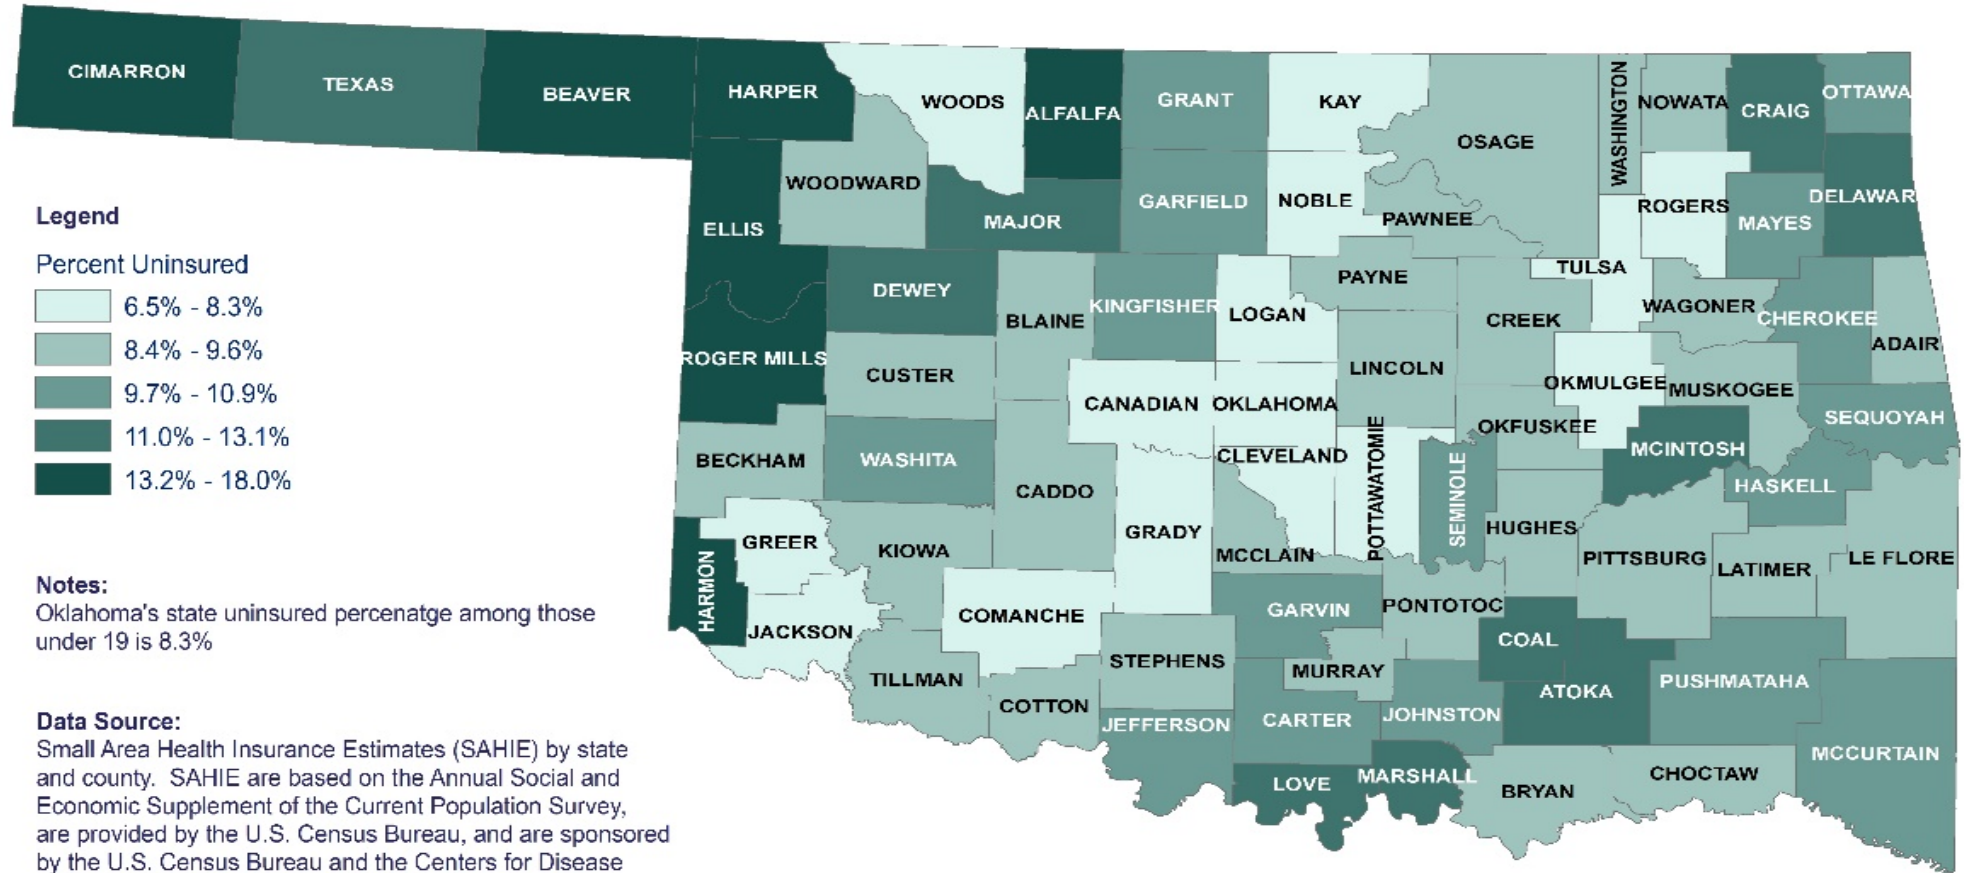 CIMARRON
TEXAS
BEAVER
HARPER
WOODS
ALFALFA
GRANT
KAY
OSAGE
WASHINGTON
NOWATA
CRAIG
OTTAWA
WOODWARD
ELLIS
MAJOR
GARFIELD
NOBLE
PAWNEE
ROGERS
MAYES
DELAWAR
Legend
Percent Uninsured
6.5% - 8.3%
8.4% - 9.6%
9.7% - 10.9%
11.0% - 13.1%
13.2% - 18.0%
DEWEY
BLAINE
KINGFISHER
LOGAN
PAYNE
TULSA
CREEK
WAGONER
CHEROKEE
ADAIR
ROGER MILLS
CUSTER
CANADIAN
OKLAHOMA
LINCOLN
OKMULGEE
MUSKOGEE
SEQUOYAH
BECKHAM
WASHITA
CADDO
CLEVELAND
POTTAWATOMIE
SEMINOLE
OKFUSKEE
MCINTOSH
HASKELL
HARMON
GREER
KIOWA
GRADY
MCCLAIN
HUGHES
PITTSBURG
LATIMER
LE FLORE
JACKSON
COMANCHE
GARVIN
PONTOTOC
COAL
TILLMAN
COTTON
STEPHENS
MURRAY
ATOKA
PUSHMATAHA
JEFFERSON
CARTER
JOHNSTON
MCCURTAIN
LOVE
MARSHALL
BRYAN
CHOCTAW
Notes:
Oklahoma's state uninsured percenatge among those
under 19 is 8.3%
Data Source:
Small Area Health Insurance Estimates (SAHIE) by state
and county. SAHIE are based on the Annual Social and
Economic Supplement of the Current Population Survey,
are provided by the U.S. Census Bureau, and are sponsored
by the U.S. Census Bureau and the Centers for Disease